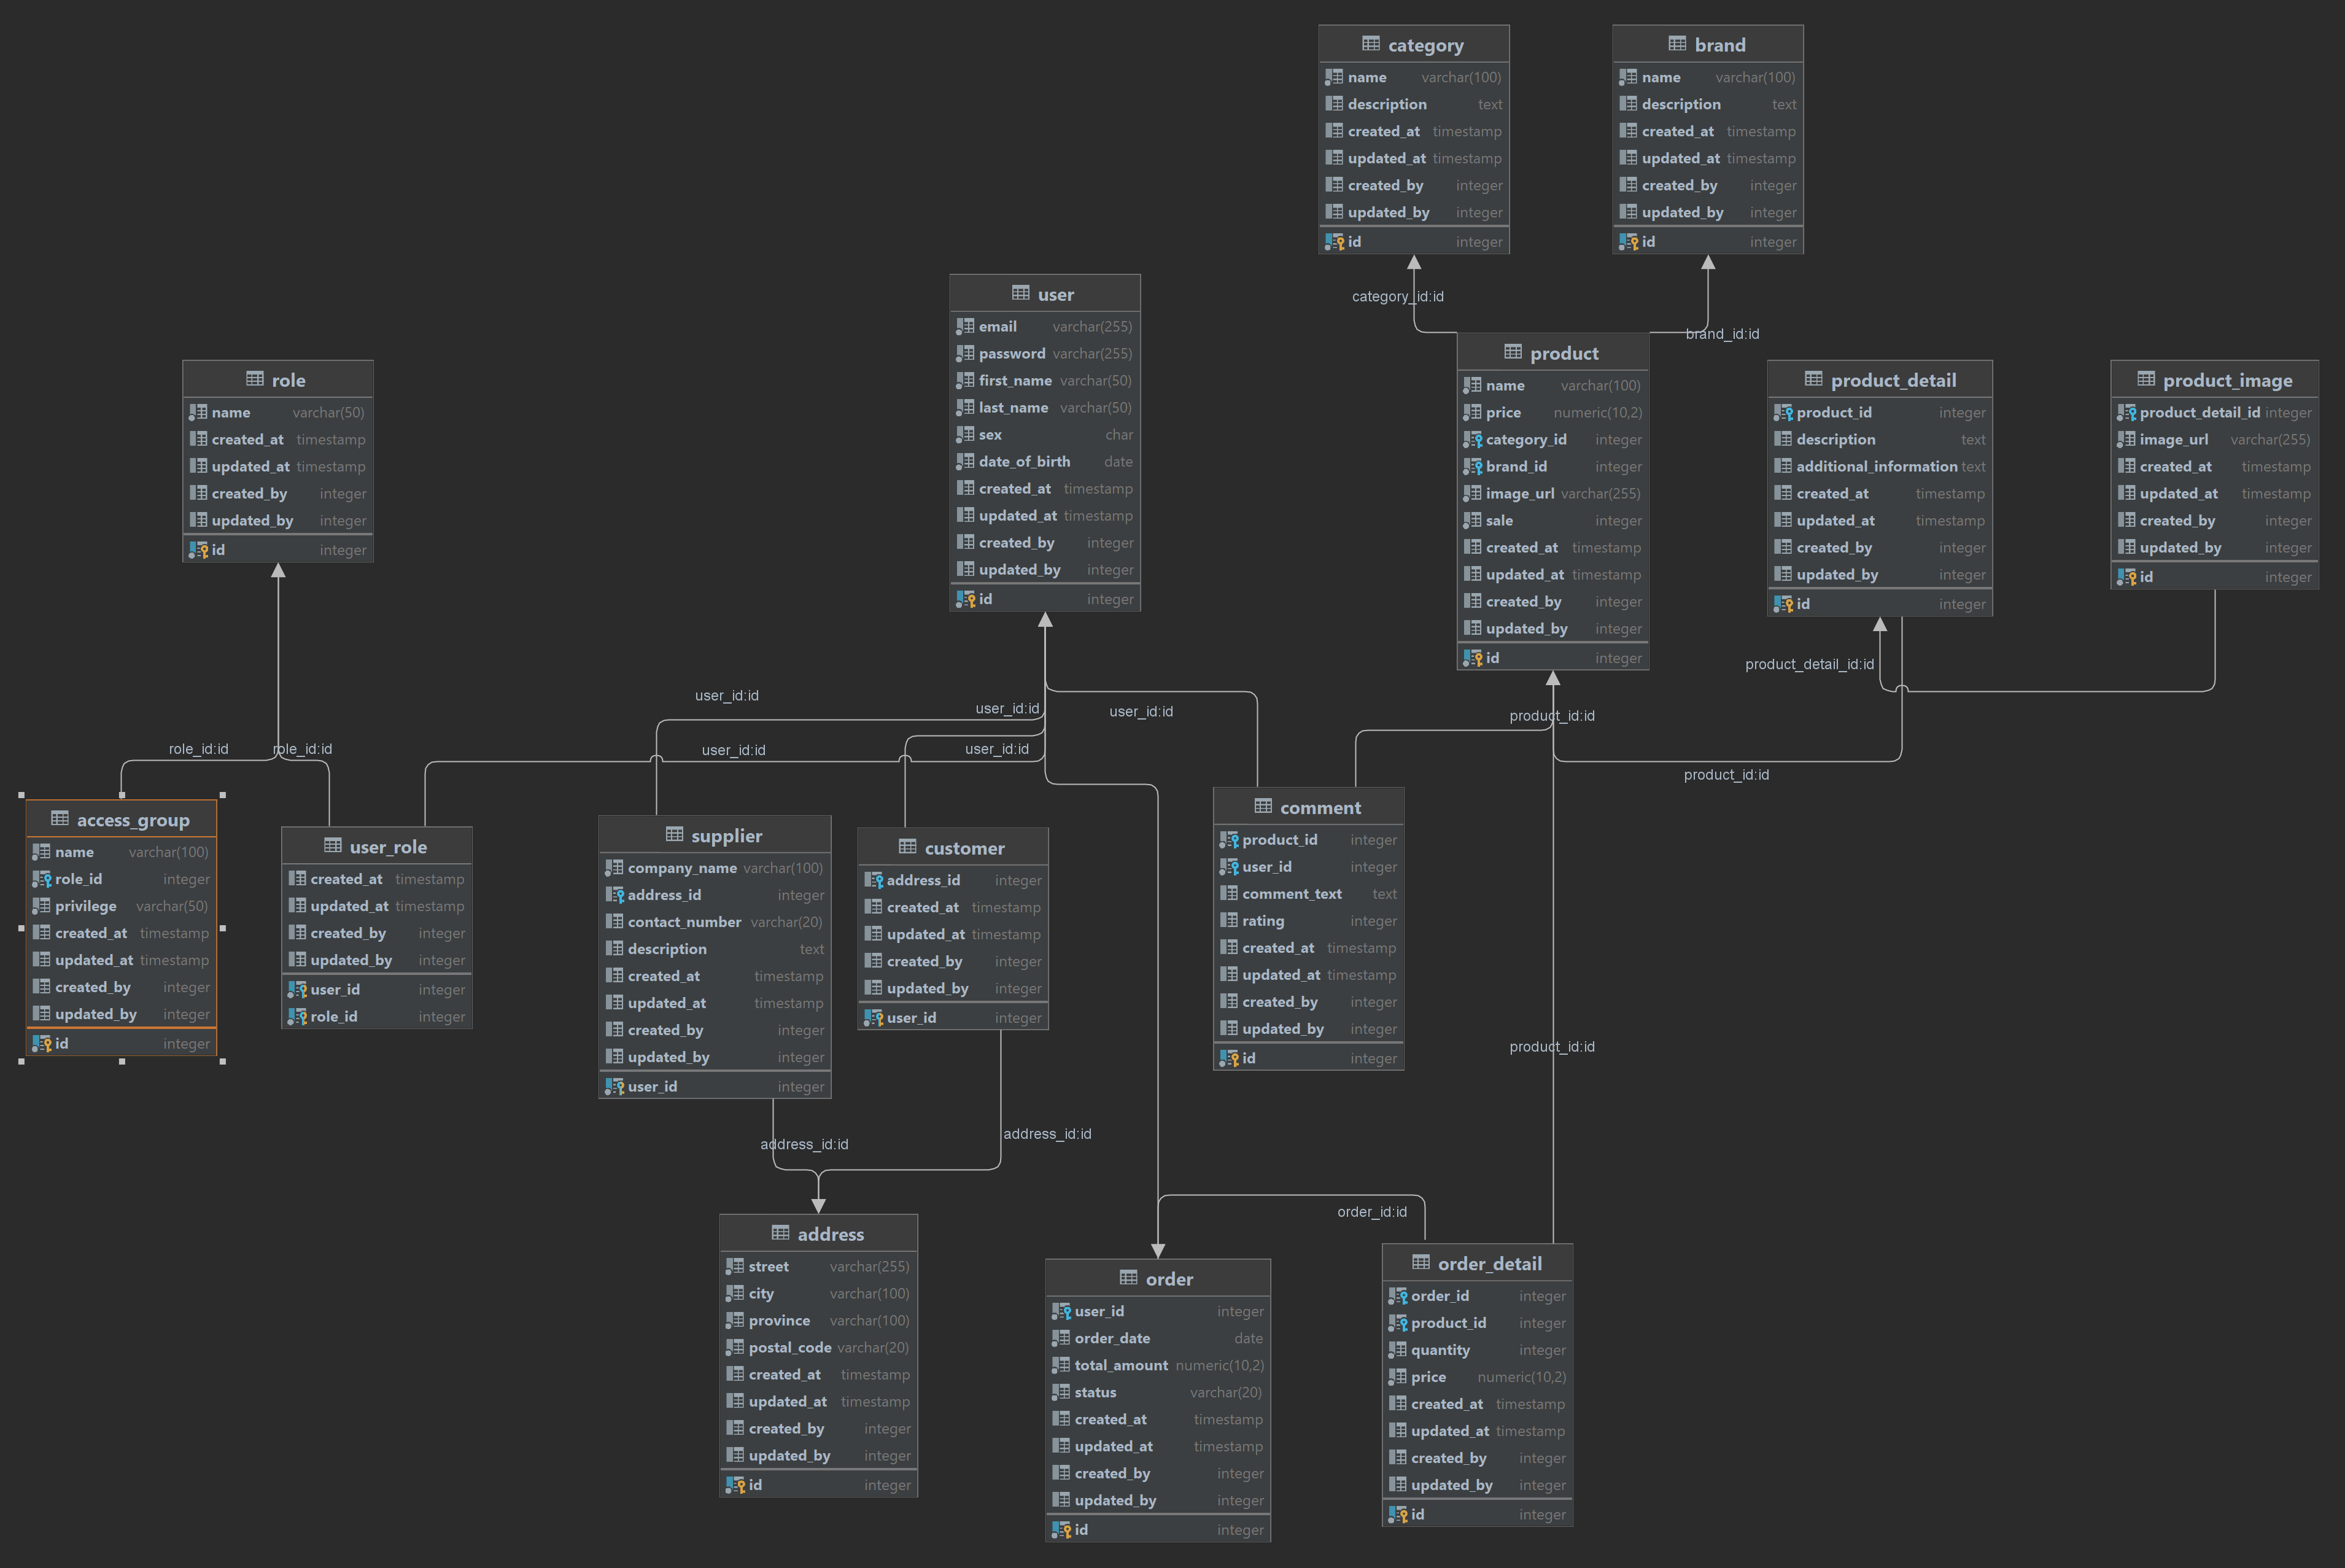 category
name varchar(100)
description text
created_at timestamp
updated_at timestamp
created_by integer
updated_by integer
id integer
brand
name varchar(100)
description text
created_at timestamp
updated_at timestamp
created_by integer
updated_by integer
id integer
category_id:id
brand_id:id
user
email varchar(255)
password varchar(255)
first_name varchar(50)
last_name varchar(50)
sex char
date_of_birth date
created_at timestamp
updated_at timestamp
created_by integer
updated_by integer
id integer
product
name varchar(100)
price numeric(10,2)
category_id integer
brand_id integer
image_url varchar(255)
sale integer
created_at timestamp
updated_at timestamp
created_by integer
updated_by integer
id integer
role
name varchar(50)
created_at timestamp
updated_at timestamp
created_by integer
updated_by integer
id integer
product_detail
product_id integer
description text
additional_information text
created_at timestamp
updated_at timestamp
created_by integer
updated_by integer
id integer
product_image
product_detail_id integer
image_url varchar(255)
created_at timestamp
updated_at timestamp
created_by integer
updated_by integer
id integer
product_detail_id:id
user_id:id
user_id:id
user_id:id
product_id:id
role_id:id
role_id:id
user_id:id
user_id:id
product_id:id
access_group
name varchar(100)
role_id integer
privilege varchar(50)
created_at timestamp
updated_at timestamp
created_by integer
updated_by integer
id integer
user_role
created_at timestamp
updated_at timestamp
created_by integer
updated_by integer
user_id integer
role_id integer
supplier
company_name varchar(100)
address_id integer
contact_number varchar(20)
description text
created_at timestamp
updated_at timestamp
created_by integer
updated_by integer
user_id integer
customer
address_id integer
created_at timestamp
updated_at timestamp
created_by integer
updated_by integer
user_id integer
comment
product_id integer
user_id integer
comment_text text
rating integer
created_at timestamp
updated_at timestamp
created_by integer
updated_by integer
id integer
product_id:id
address_id:id
address_id:id
order_id:id
address
street varchar(255)
city varchar(100)
province varchar(100)
postal_code varchar(20)
created_at timestamp
updated_at timestamp
created_by integer
updated_by integer
id integer
order
user_id integer
order_date date
total_amount numeric(10,2)
status varchar(20)
created_at timestamp
updated_at timestamp
created_by integer
updated_by integer
id integer
order_detail
order_id integer
product_id integer
quantity integer
price numeric(10,2)
created_at timestamp
updated_at timestamp
created_by integer
updated_by integer
id integer